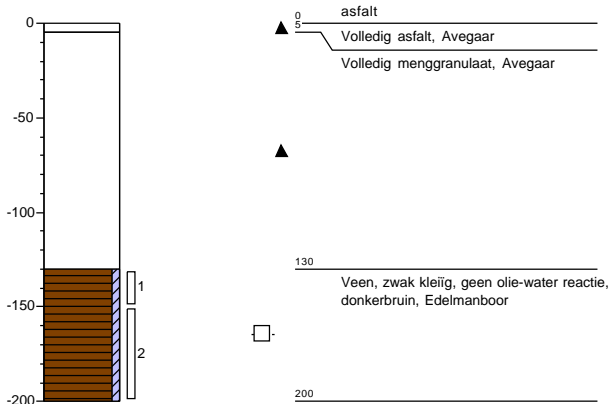 0
-50
-100
-150
-200
1
2
0
asfalt
5
Volledig asfalt, Avegaar
Volledig menggranulaat, Avegaar
130
Veen, zwak kleiïg, geen olie-water reactie,
donkerbruin, Edelmanboor
200